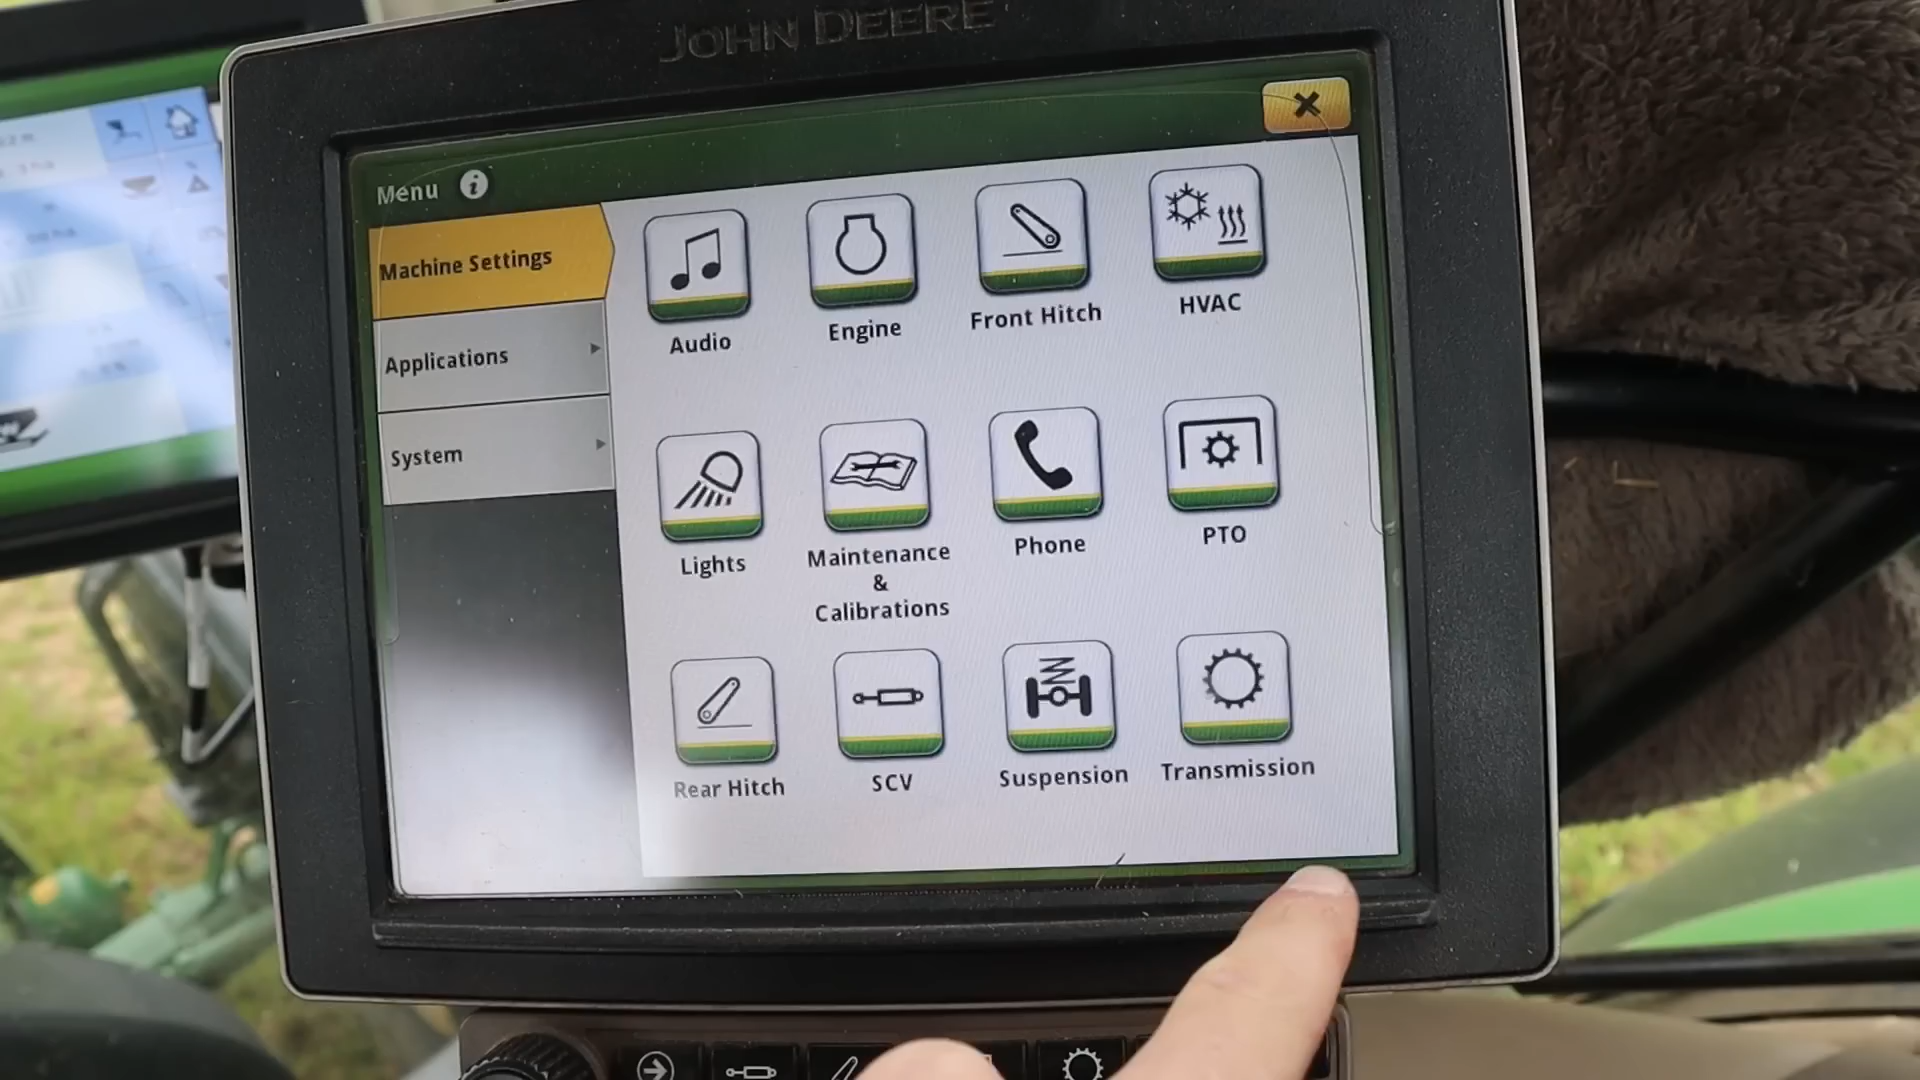 JOHN DEERE
Menu
Machine Settings
Applications
System
Audio
Engine
Front Hitch
HVAC
Lights
Maintenance
&
Calibrations
Phone
PTO
Rear Hitch
SCV
Suspension
Transmission